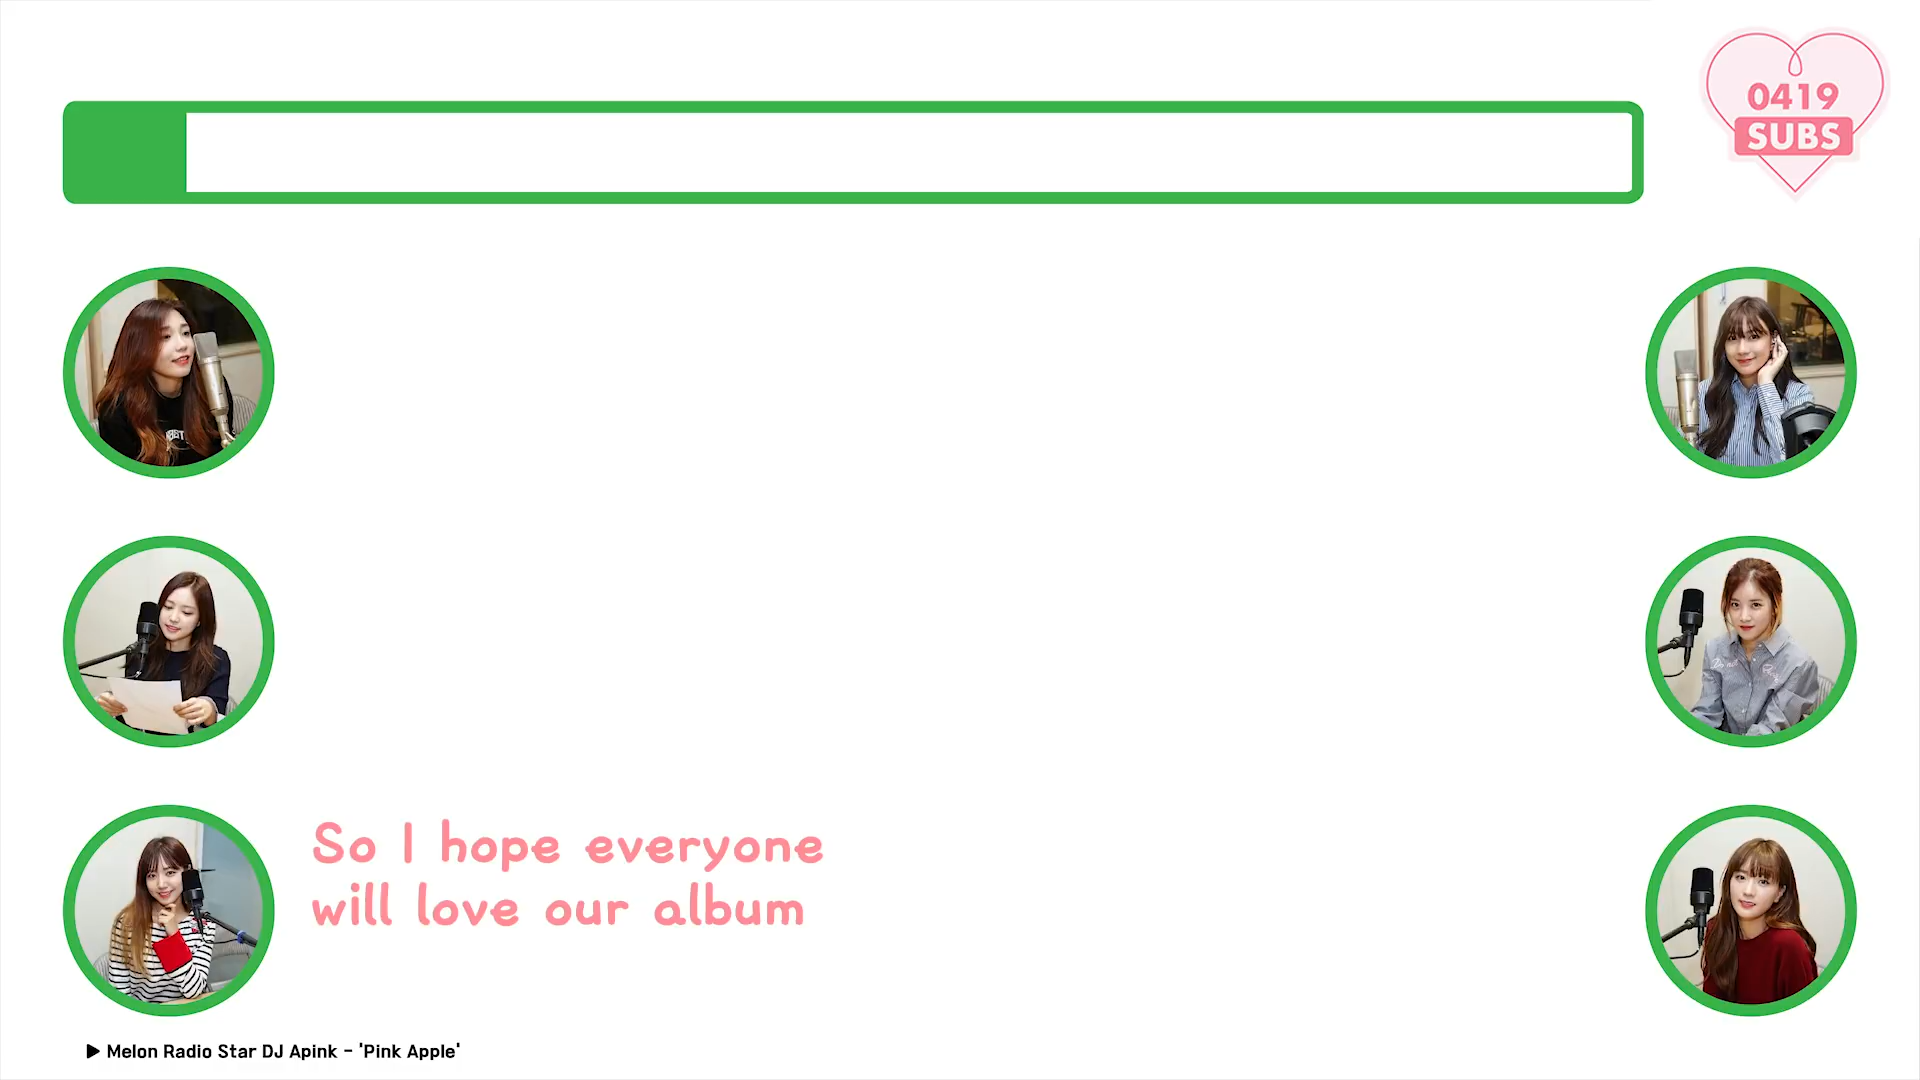 0419
SUBS
So I hope everyone
will love our album
▶ Melon Radio Star DJ Apink - 'Pink Apple'